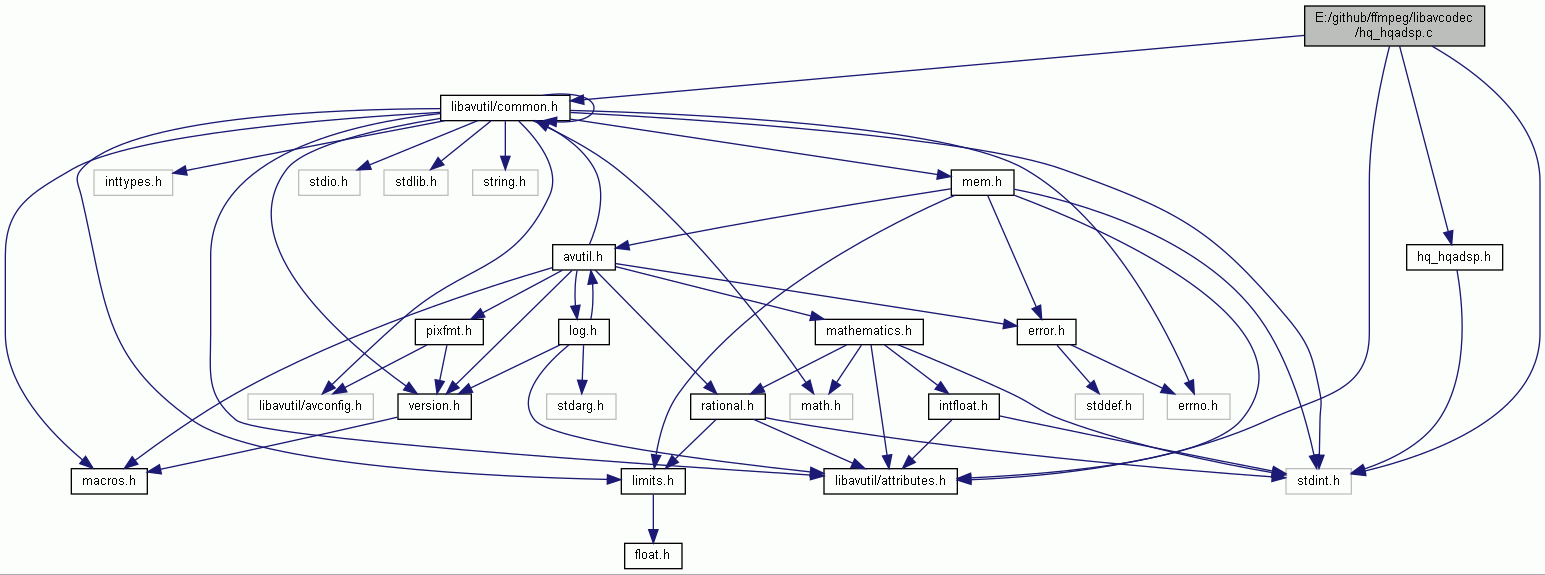 E:/github/ffmpeg/libavcodec
/hq_hqadsp.c
libavutil/common.h
inttypes.h
stdio.h
stdlib.h
string.h
mem.h
avutil.h
hq_hqadsp.h
pixfmt.h
log.h
mathematics.h
error.h
libavutil/avconfig.h
version.h
stdarg.h
rational.h
math.h
intfloat.h
stddef.h
errno.h
macros.h
limits.h
libavutil/attributes.h
stdint.h
float.h